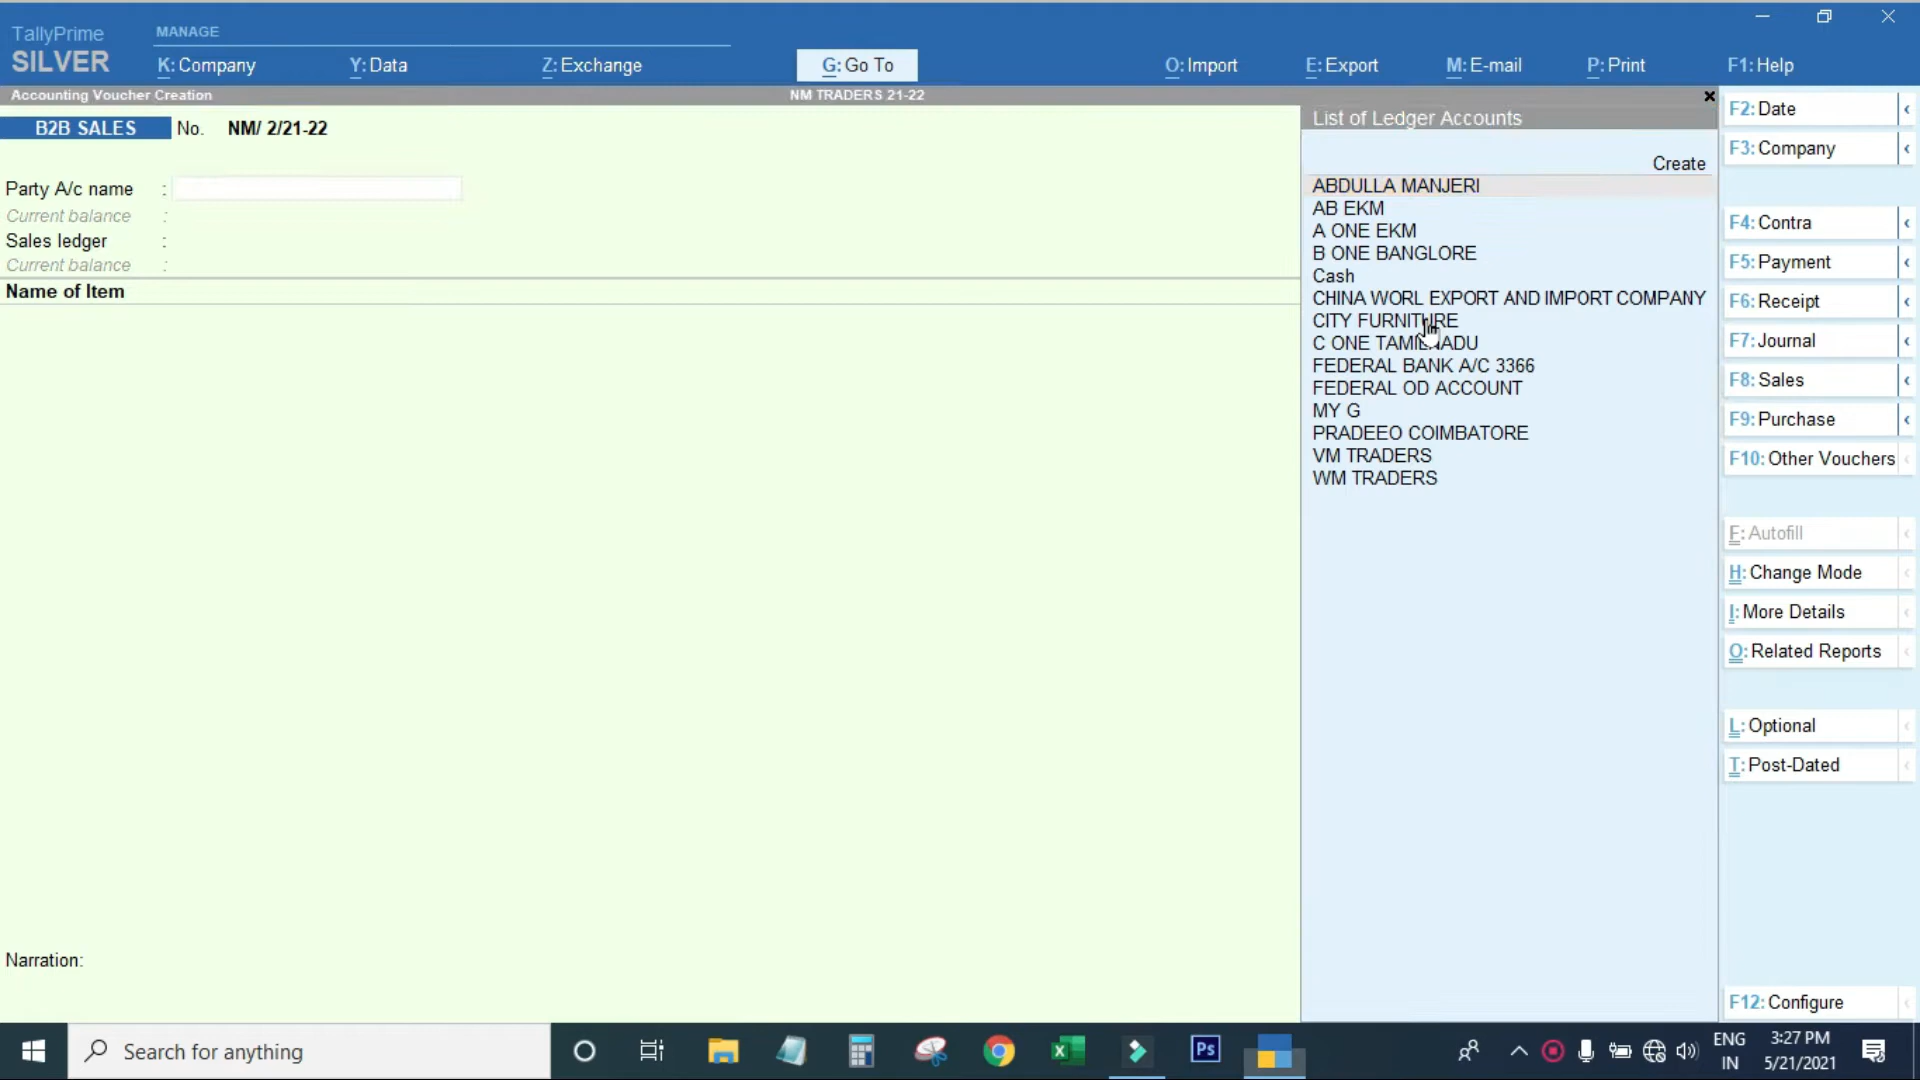 TallyPrime
SILVER
MANAGE
K: Company
Y: Data
Z: Exchange
G: Go To
O: Import
E: Export
M: E-mail
P: Print
F1: Help
Accounting Voucher Creation
NM TRADERS 21-22
B2B SALES No. NM/ 2/21-22
Party A/c name :
Current balance :
Sales ledger :
Current balance :
Name of Item
Narration:
List of Ledger Accounts
Create
ABDULLA MANJERI
AB EKM
A ONE EKM
B ONE BANGLORE
Cash
CHINA WORL EXPORT AND IMPORT COMPANY
CITY FURNITURE
C ONE TAMILNADU
FEDERAL BANK A/C 3366
FEDERAL OD ACCOUNT
MY G
PRADEEO COIMBATORE
VM TRADERS
WM TRADERS
F2: Date
F3: Company
F4: Contra
F5: Payment
F6: Receipt
F7: Journal
F8: Sales
F9: Purchase
F10: Other Vouchers
F: Autofill
H: Change Mode
I: More Details
O: Related Reports
L: Optional
T: Post-Dated
F12: Configure
Search for anything
Ps
ENG
IN
3:27 PM
5/21/2021